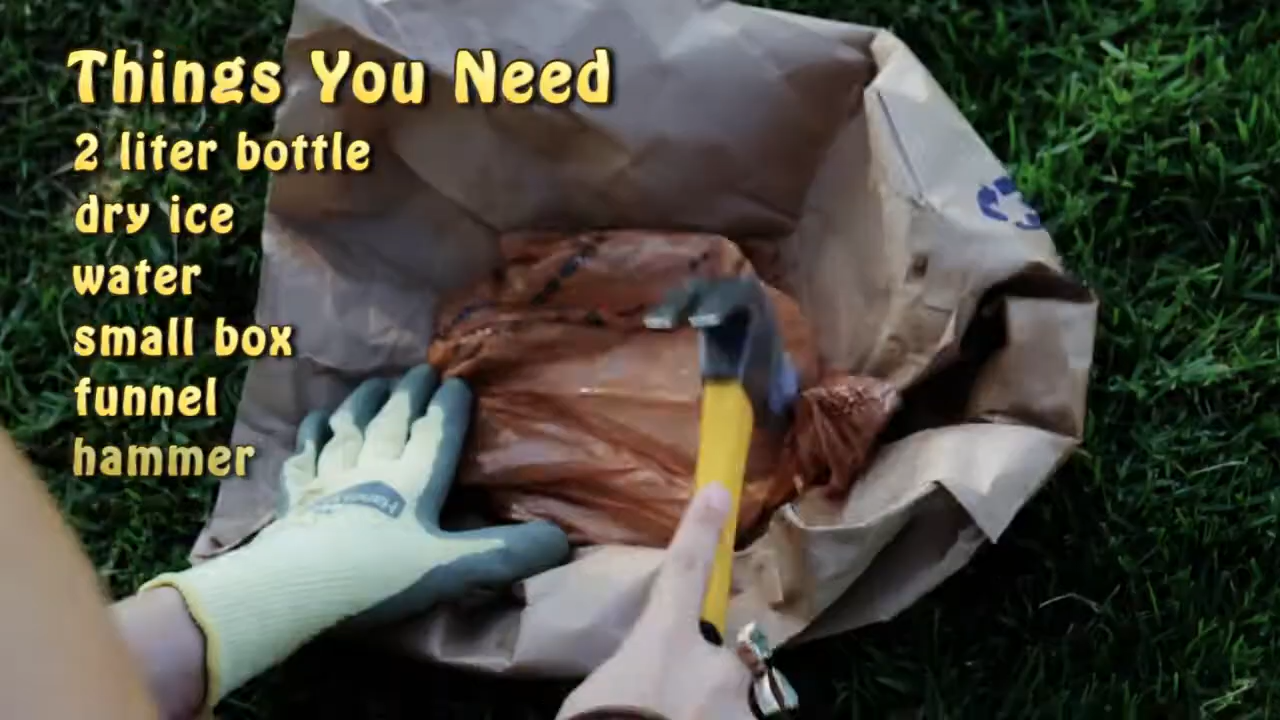 Things You Need
2 liter bottle
dry ice
water
small box
funnel
hammer